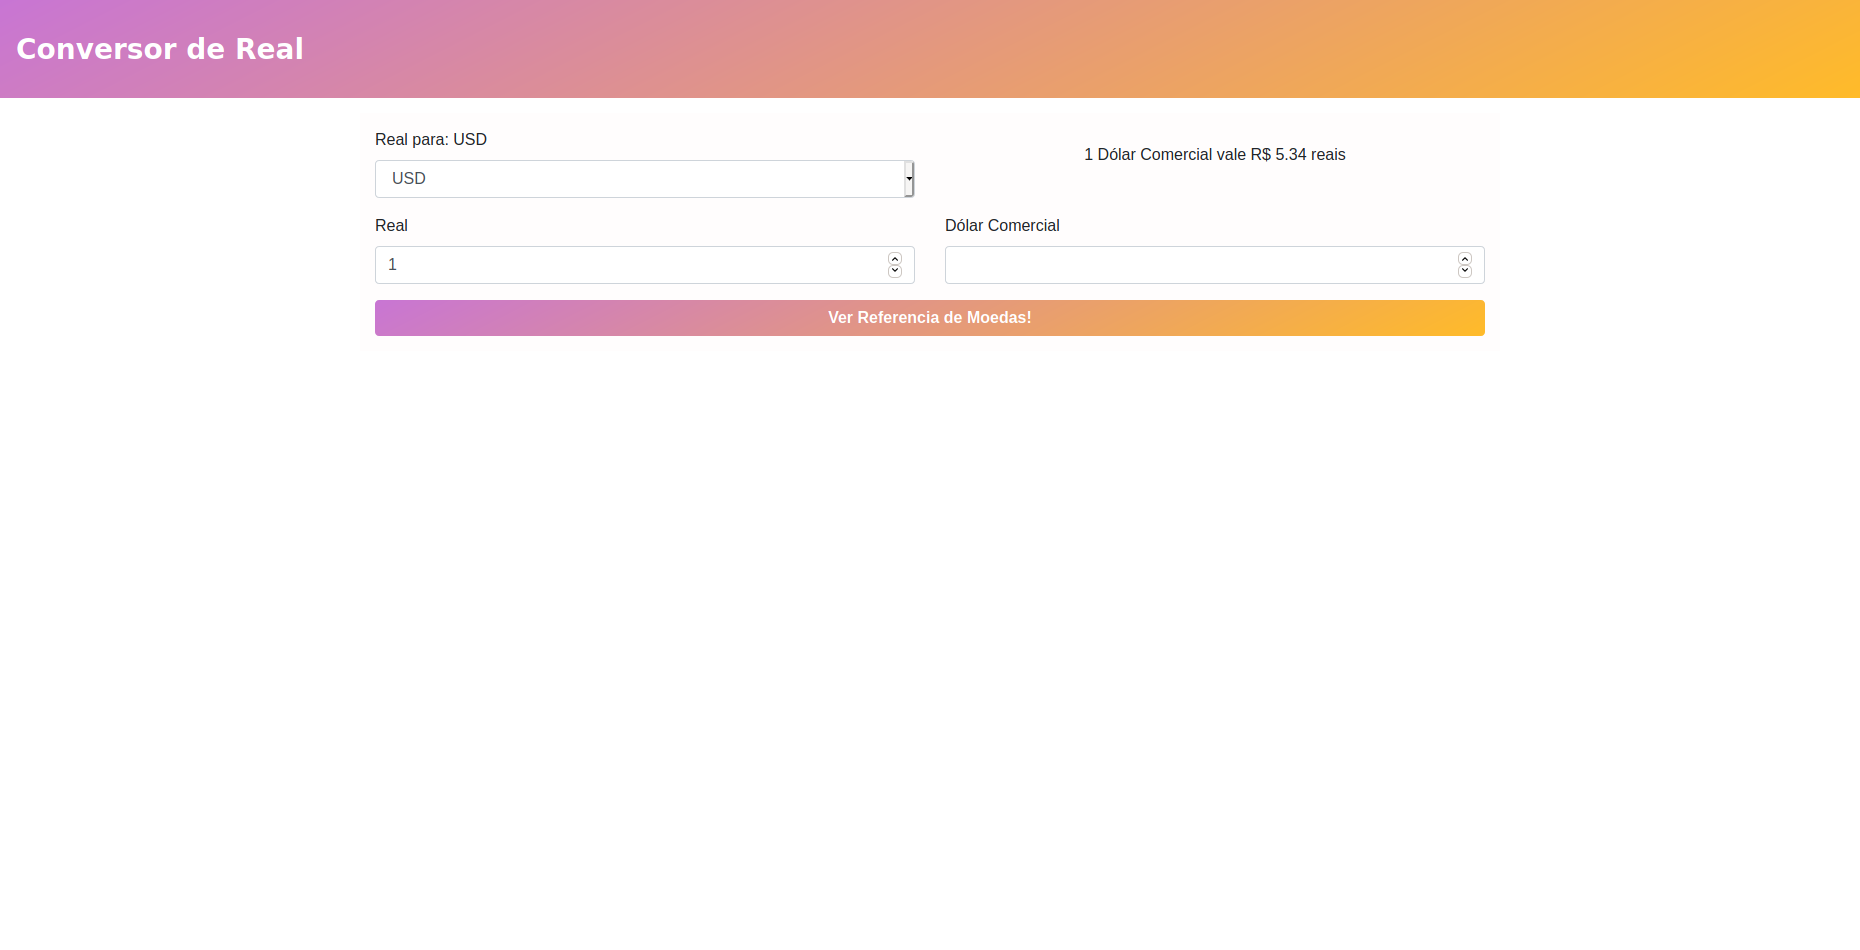 Conversor de Real
Real para: USD
USD
1 Dólar Comercial vale R$ 5.34 reais
Real
1
Dólar Comercial
Ver Referencia de Moedas!